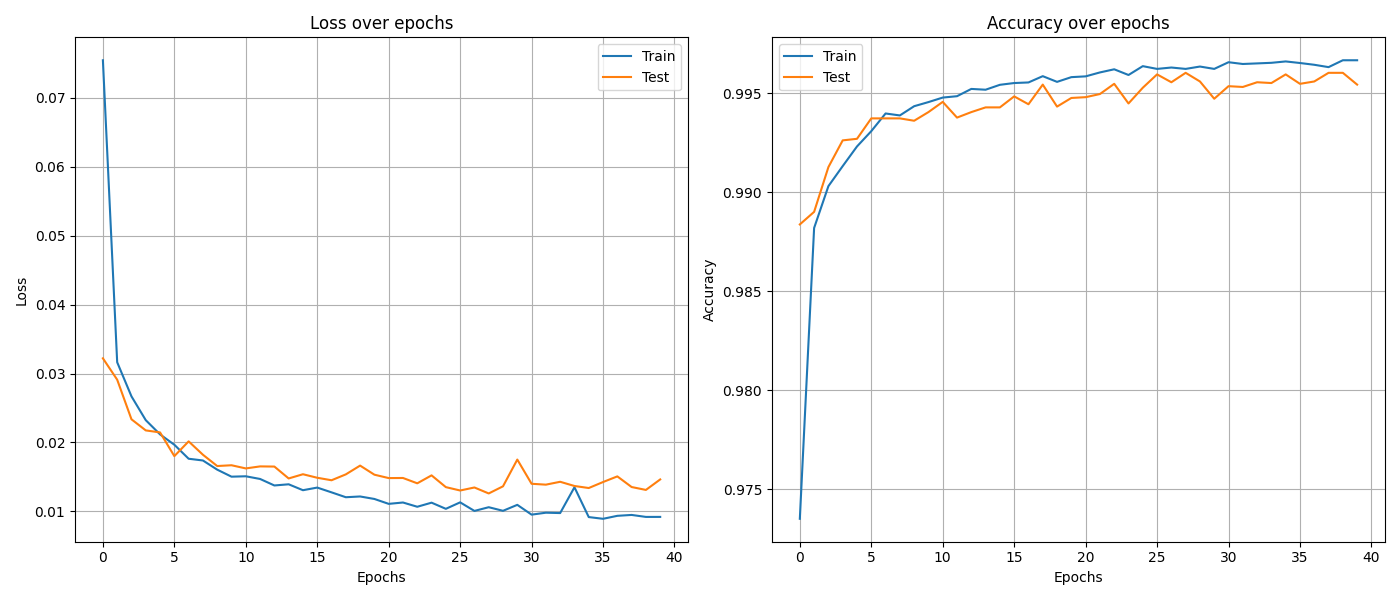 Loss over epochs
Train
Test
0.07
0.06
0.05
0.04
0.03
0.02
0.01
Loss
0 5 10 15 20 25 30 35 40
Epochs
Accuracy over epochs
Train
Test
0.995
0.990
0.985
0.980
0.975
Accuracy
0 5 10 15 20 25 30 35 40
Epochs